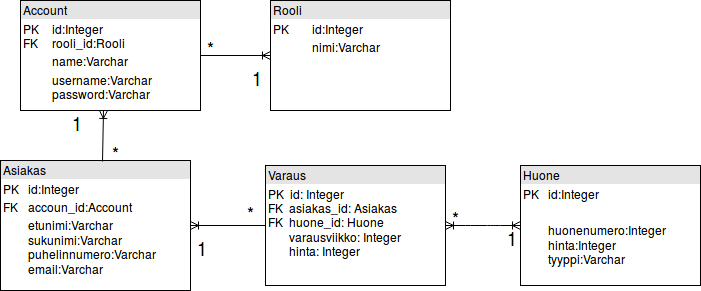 Account
PK id:Integer
FK rooli_id:Rooli
name:Varchar
username:Varchar
password:Varchar
Rooli
PK id:Integer
nimi:Varchar
*
1
1
*
Asiakas
PK id:Integer
FK accoun_id:Account
etunimi:Varchar
sukunimi:Varchar
puhelinnumero:Varchar
email:Varchar
*
1
Varaus
PK id: Integer
FK asiakas_id: Asiakas
FK huone_id: Huone
varausviikko: Integer
hinta: Integer
*
1
Huone
PK id:Integer
huonenumero:Integer
hinta:Integer
tyyppi:Varchar